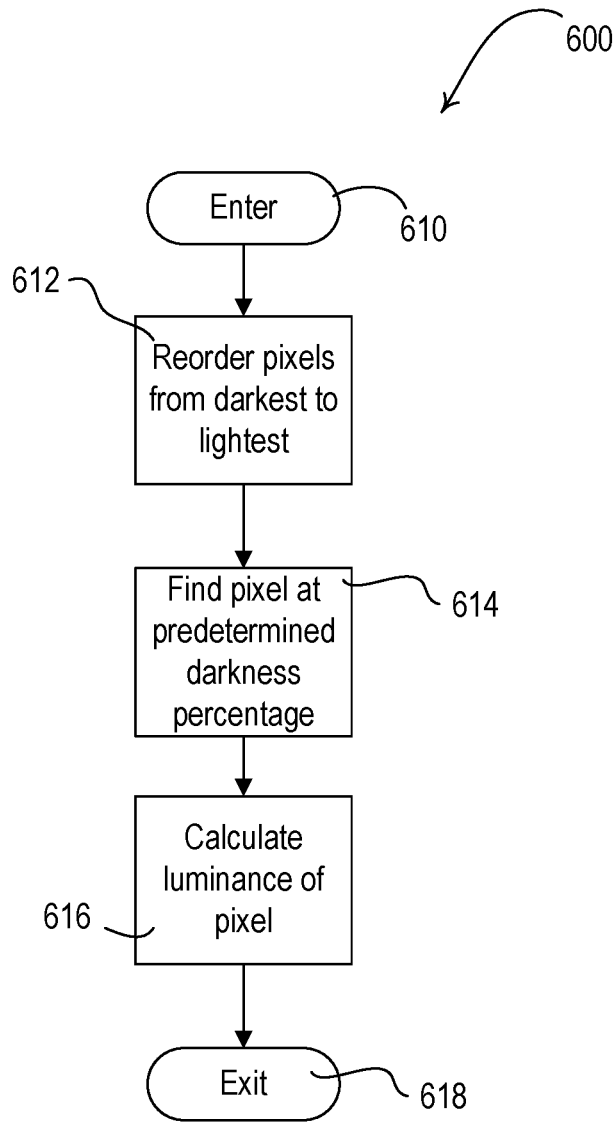 600
Enter
610
612
Reorder pixels
from darkest to
lightest
Find pixel at
predetermined
darkness
percentage
614
Calculate
luminance of
pixel
616
Exit
618